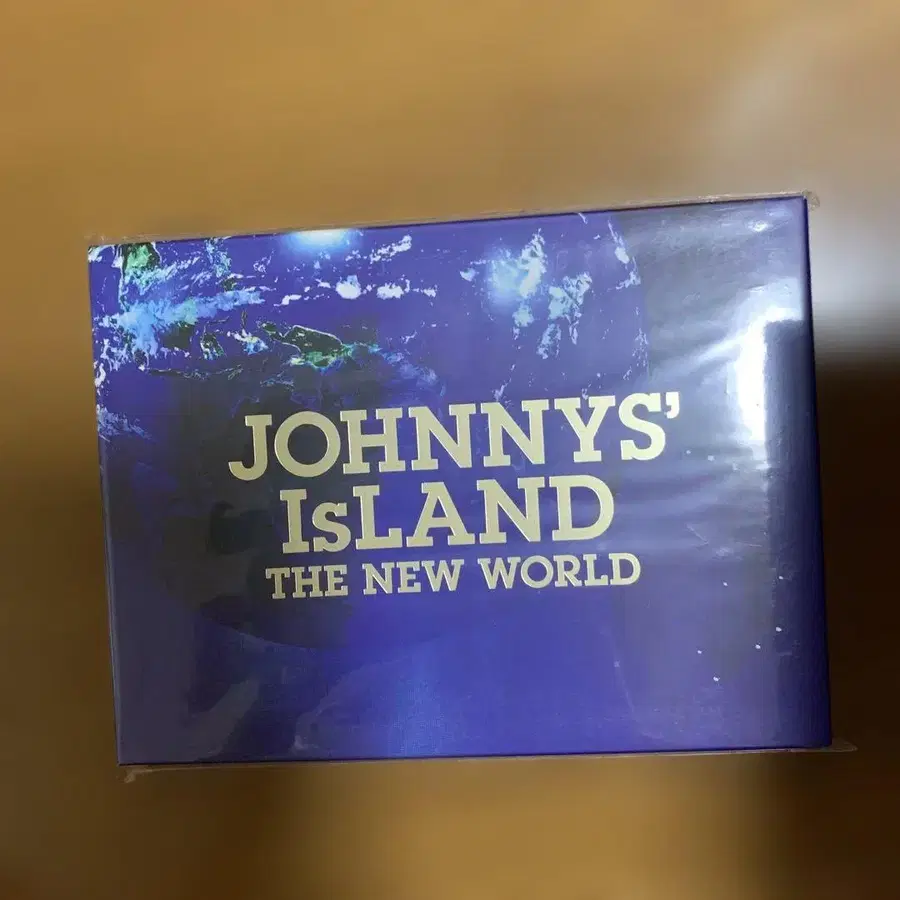 JOHNNYS'
IsLAND
THE NEW WORLD